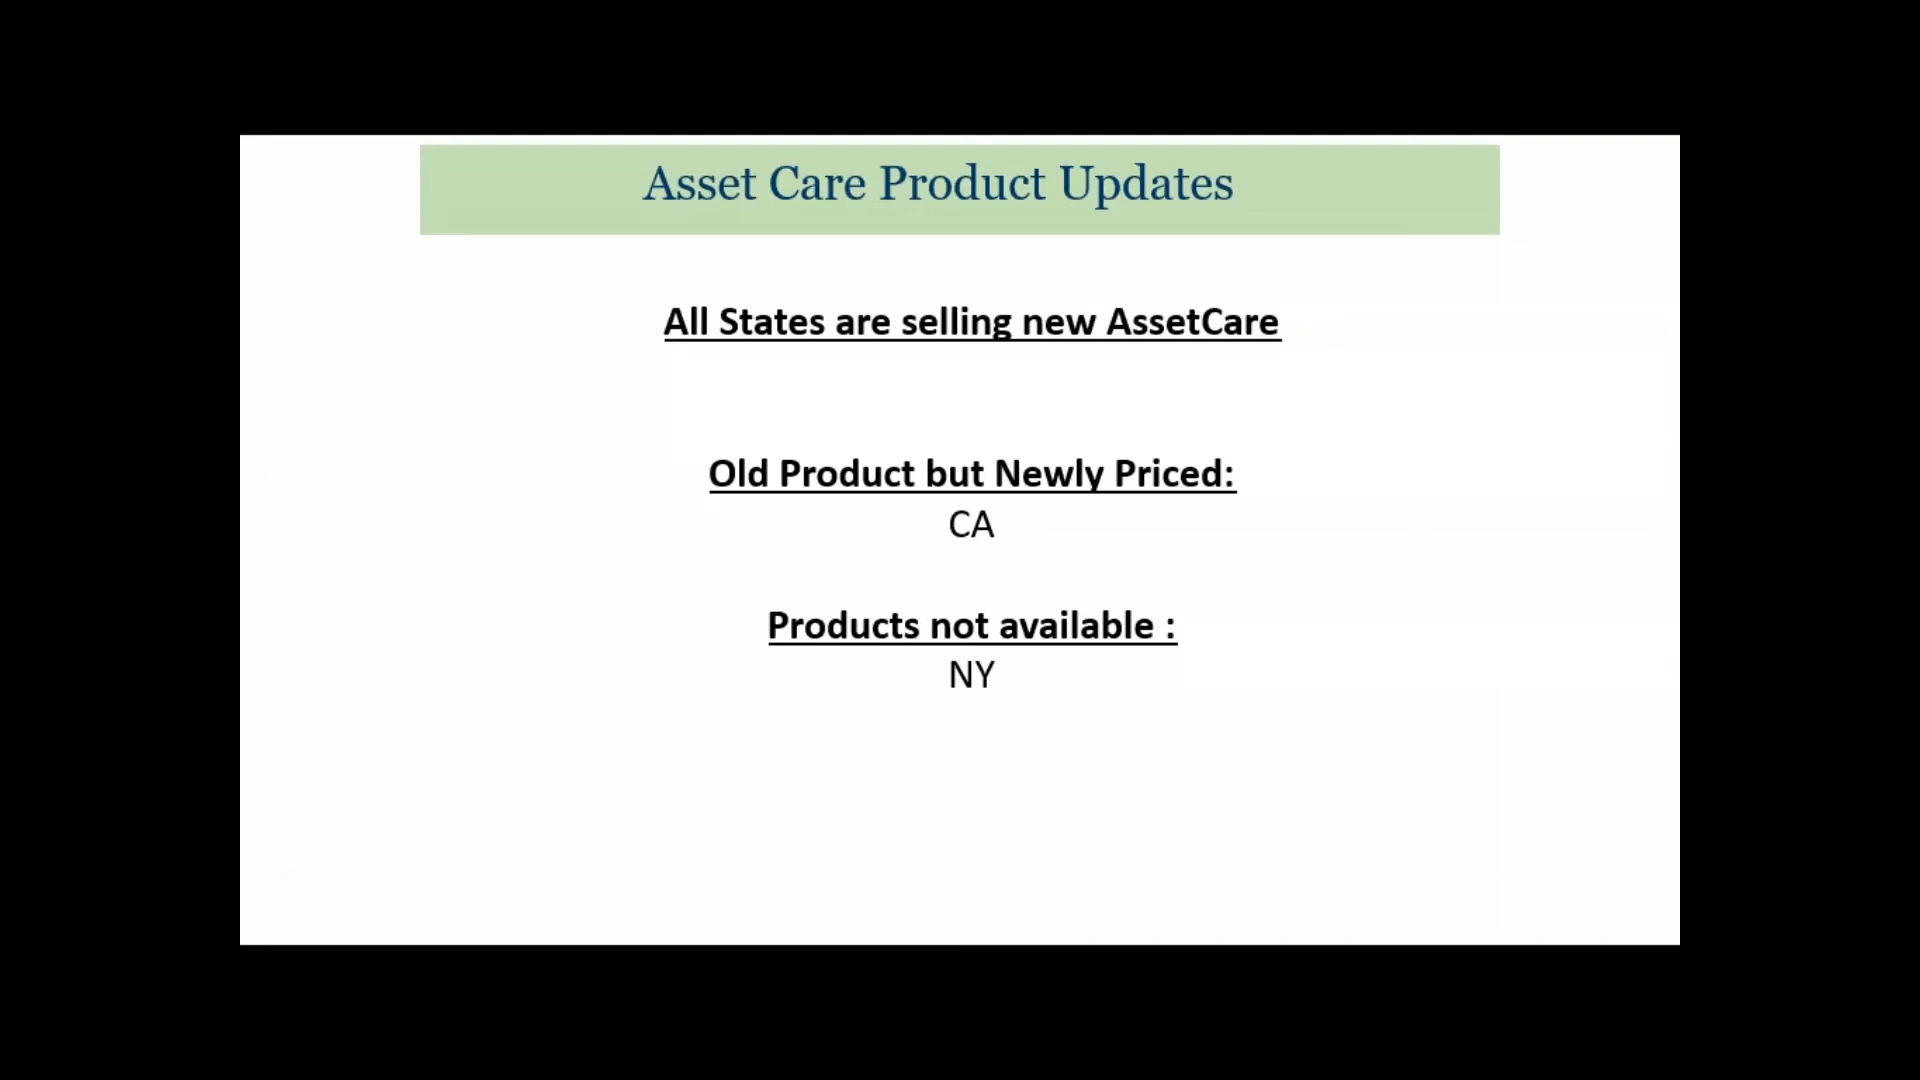 Asset Care Product Updates
All States are selling new AssetCare
Old Product but Newly Priced:
CA
Products not available :
NY